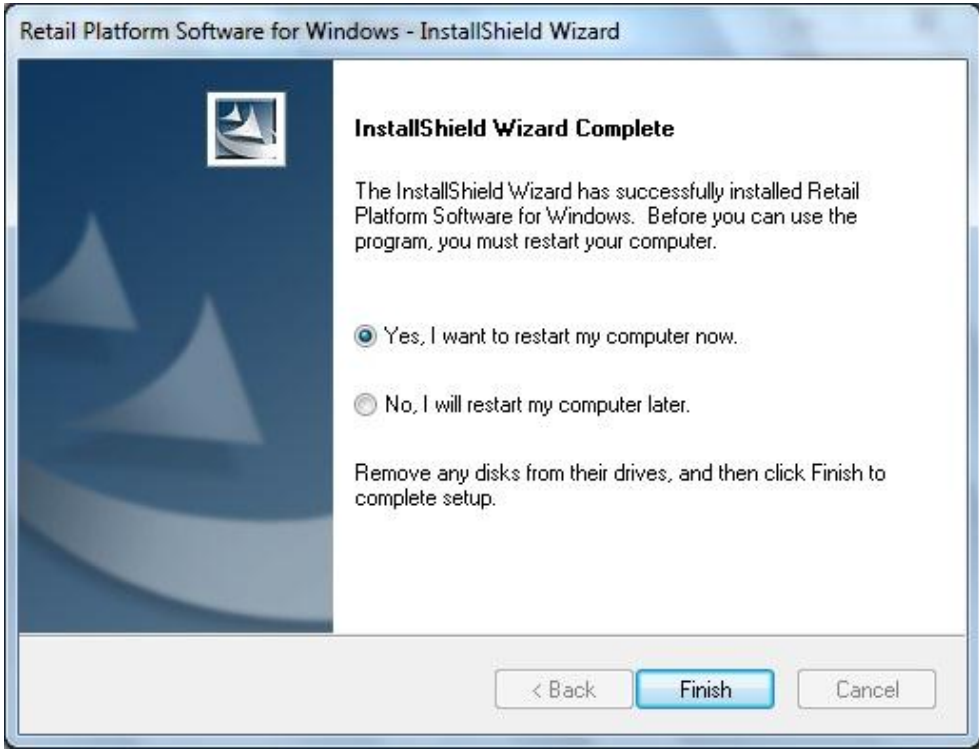 Retail Platform Software for Windows - InstallShield Wizard
InstallShield Wizard Complete
The InstallShield Wizard has successfully installed Retail
Platform Software for Windows.  Before you can use the
program, you must restart your computer.
Yes, I want to restart my computer now.
No, I will restart my computer later.
Remove any disks from their drives, and then click Finish to
complete setup.
< Back
Finish
Cancel